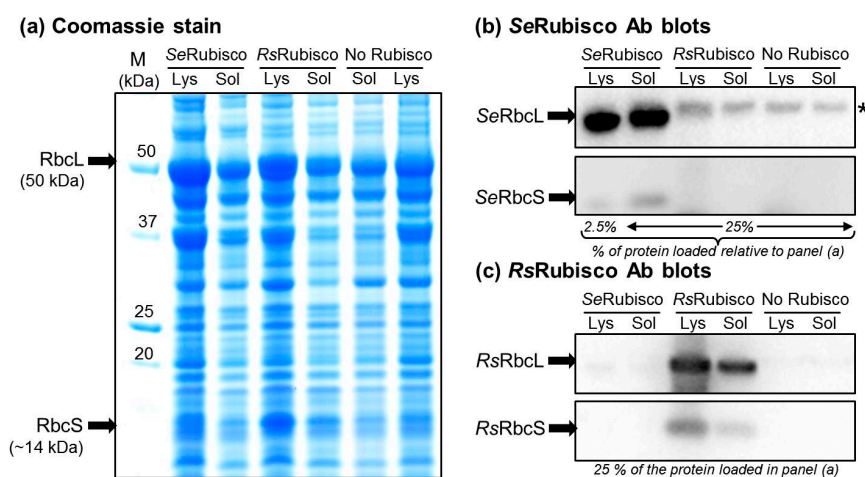 (a) Coomassie stain
M
(kDa)
SeRubisco RsRubisco No Rubisco
Lys Sol Lys Sol Sol Lys
RbcL
(50 kDa)
50
37
25
20
RbcS
(~14 kDa)
(b) SeRubisco Ab blots
SeRubisco RsRubisco No Rubisco
Lys Sol Lys Sol Lys Sol
SeRbcL
*
SeRbcS
2.5% 25%
% of protein loaded relative to panel (a)
(c) RsRubisco Ab blots
SeRubisco RsRubisco No Rubisco
Lys Sol Lys Sol Lys Sol
RsRbcL
RsRbcS
25 % of the protein loaded in panel (a)